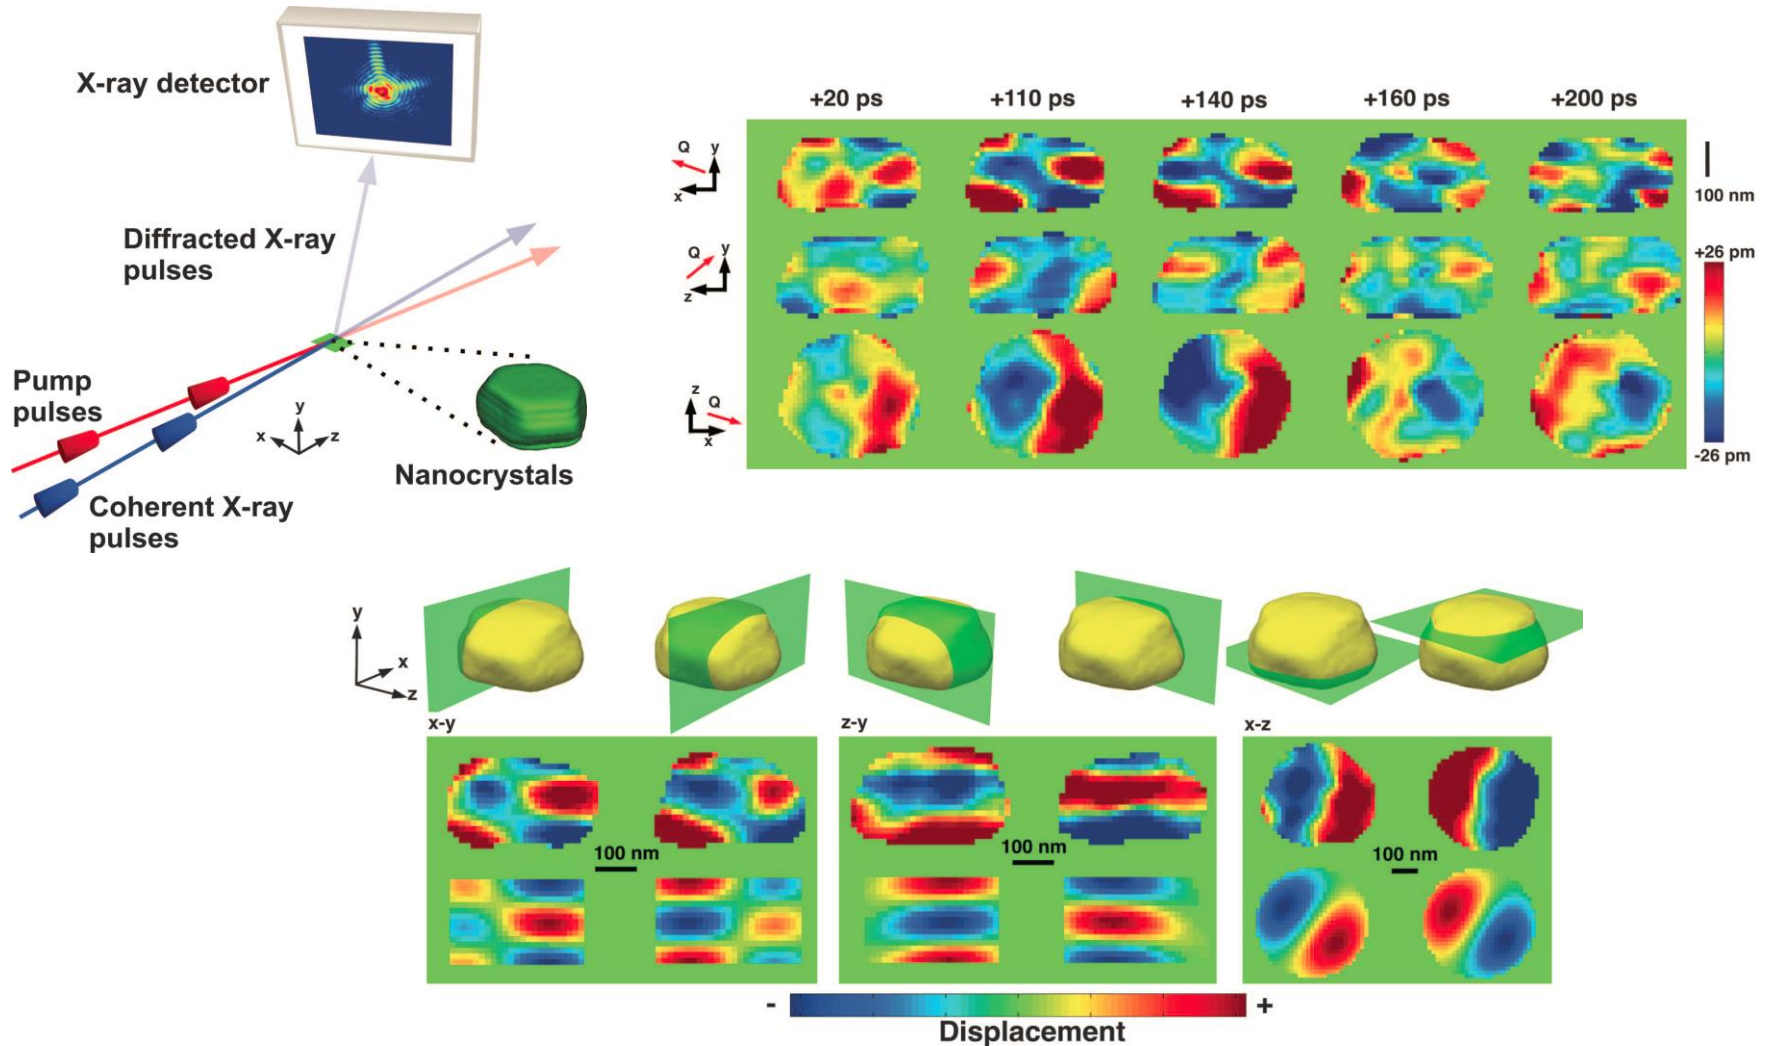 X-ray detector
Diffracted X-ray
pulses
Pump
pulses
y
x
z
Nanocrystals
Coherent X-ray
pulses
+20 ps
+110 ps
+140 ps
+160 ps
+200 ps
Q
y
x
100 nm
Q
y
z
+26 pm
z
Q
x
-26 pm
y
x
z
x-y
z-y
x-z
100 nm
100 nm
100 nm
-
+
Displacement